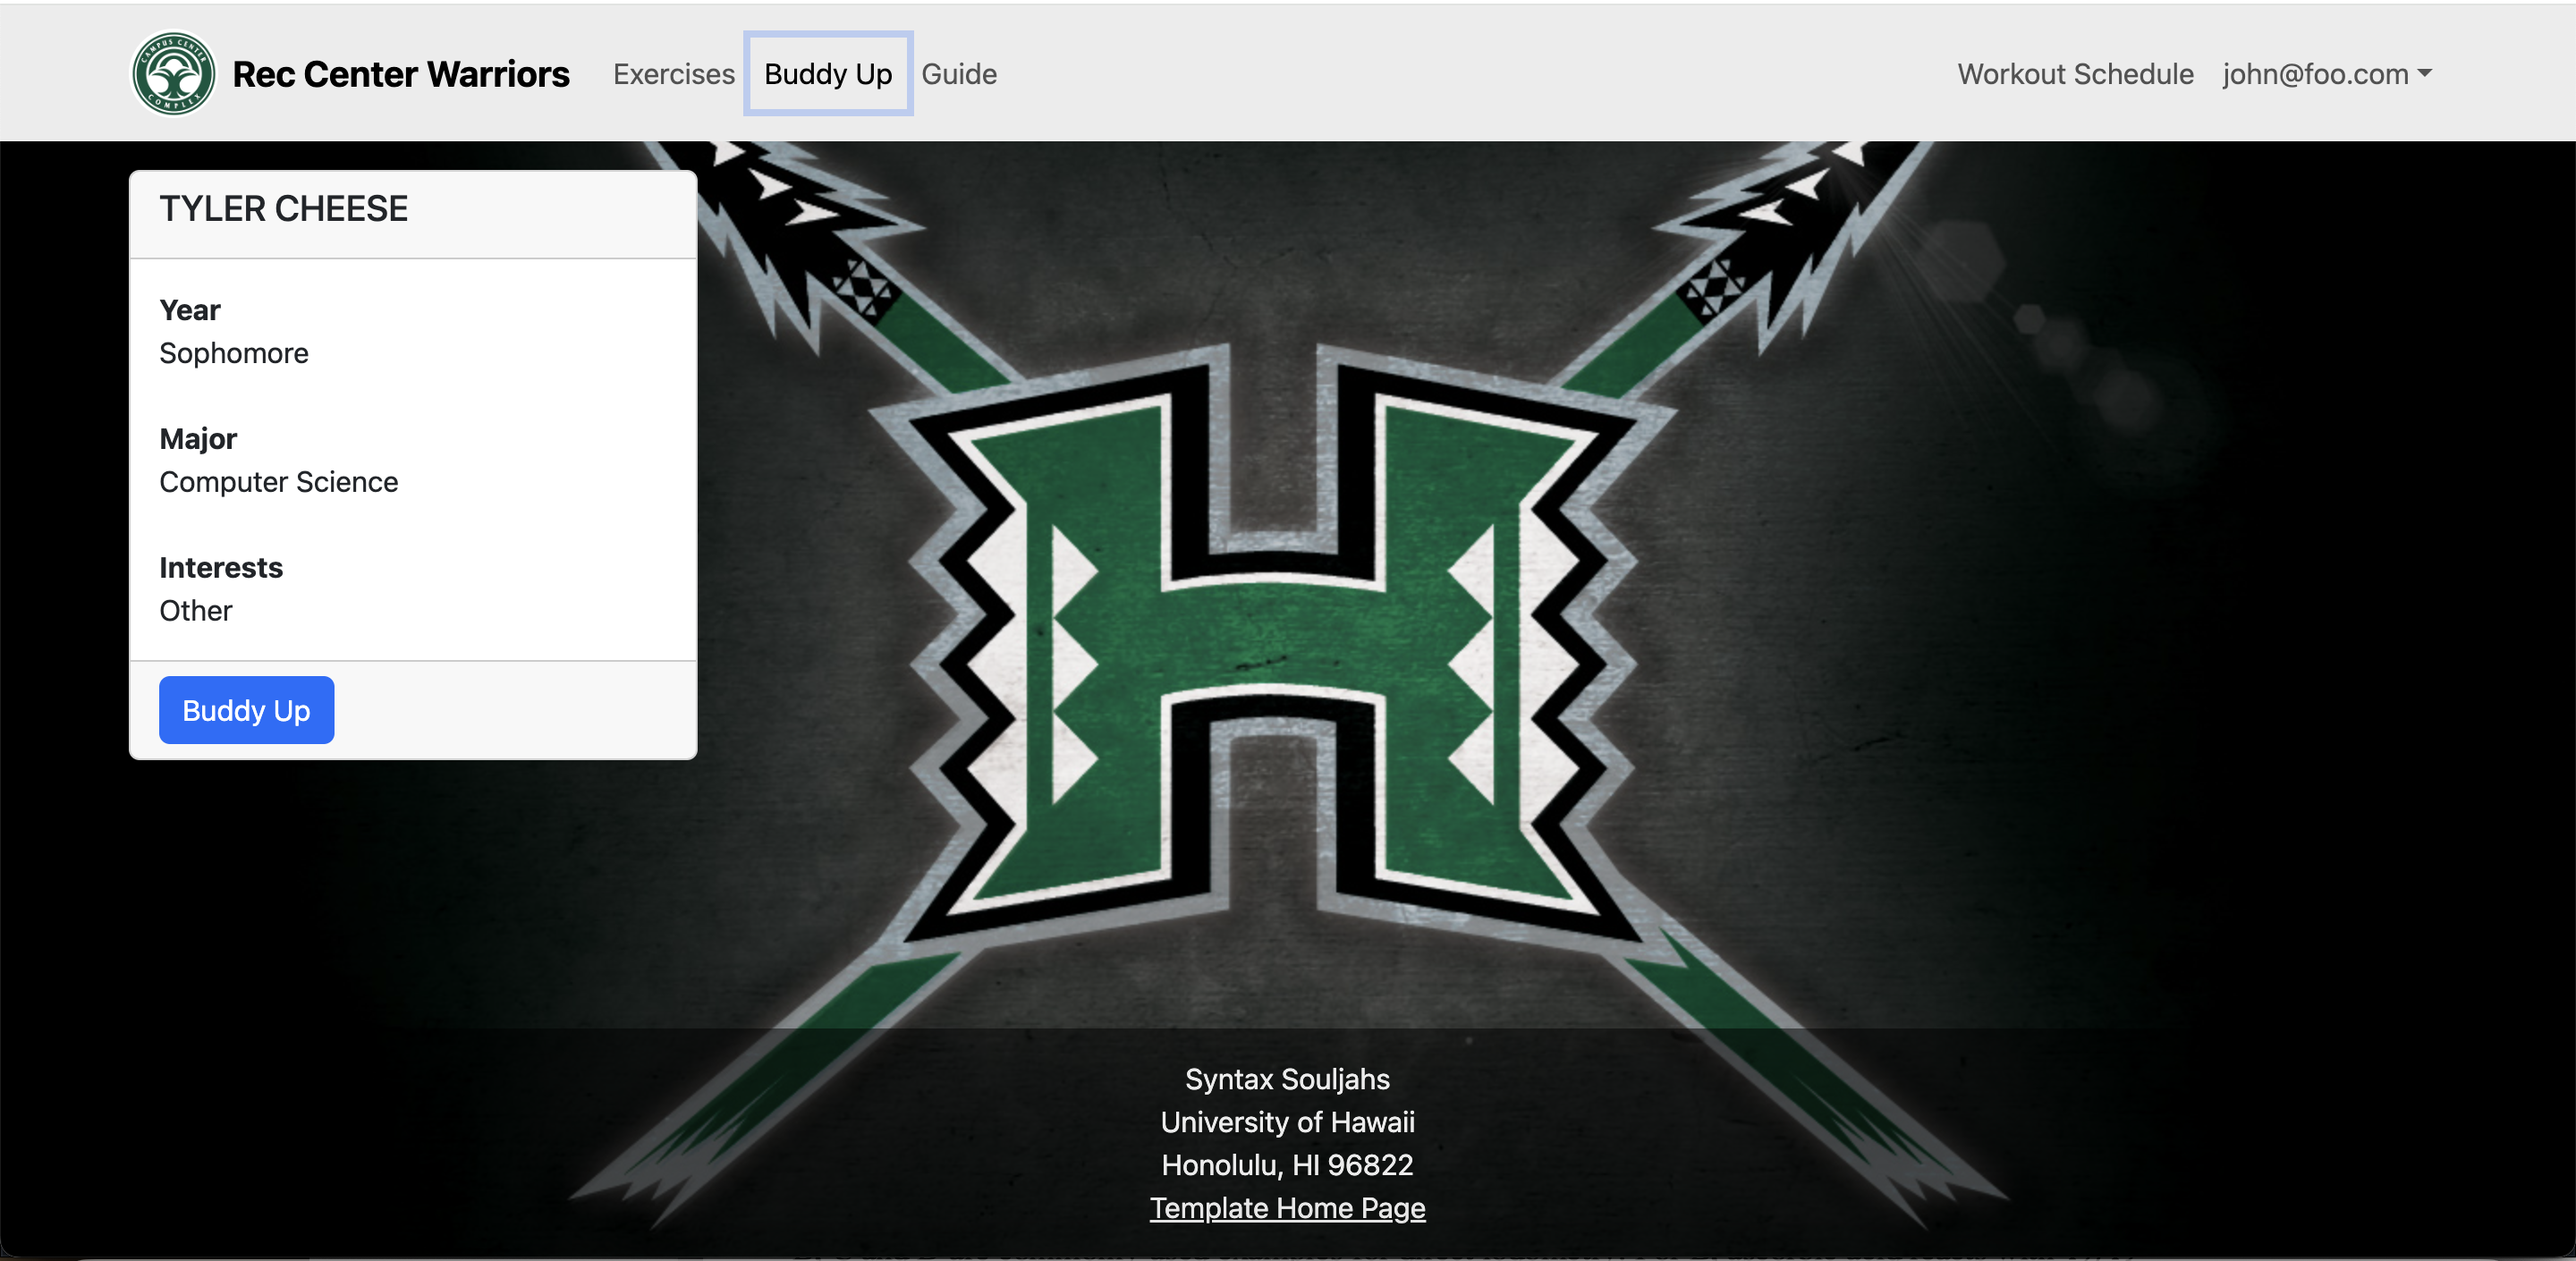 CAMPUS CENTER
COMPLEX
Rec Center Warriors
Exercises
Buddy Up
Guide
Workout Schedule
john@foo.com
TYLER CHEESE
Year
Sophomore
Major
Computer Science
Interests
Other
Buddy Up
H
Syntax Souljahs
University of Hawaii
Honolulu, HI 96822
Template Home Page